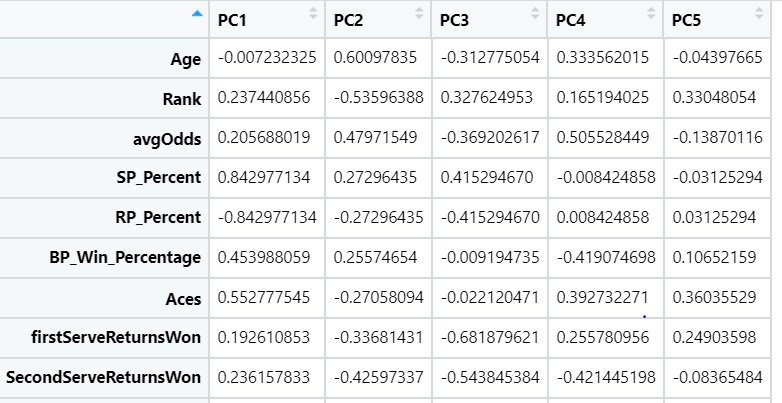 PC1 PC2 PC3 PC4 PC5
Age -0.007232325 0.60097835 -0.312775054 0.333562015 -0.04397665
Rank 0.237440856 -0.53596388 0.327624953 0.165194025 0.33048054
avgOdds 0.205688019 0.47971549 -0.369202617 0.505528449 -0.13870116
SP_Percent 0.842977134 0.27296435 0.415294670 -0.008424858 -0.03125294
RP_Percent -0.842977134 -0.27296435 -0.415294670 0.008424858 0.03125294
BP_Win_Percentage 0.453988059 0.25574654 -0.009194735 -0.419074698 0.10652159
Aces 0.552777545 -0.27058094 -0.022120471 0.392732271 0.36035529
firstServeReturnsWon 0.192610853 -0.33681431 -0.681879621 0.255780956 0.24903598
SecondServeReturnsWon 0.236157833 -0.42597337 -0.543845384 -0.421445198 -0.08365484